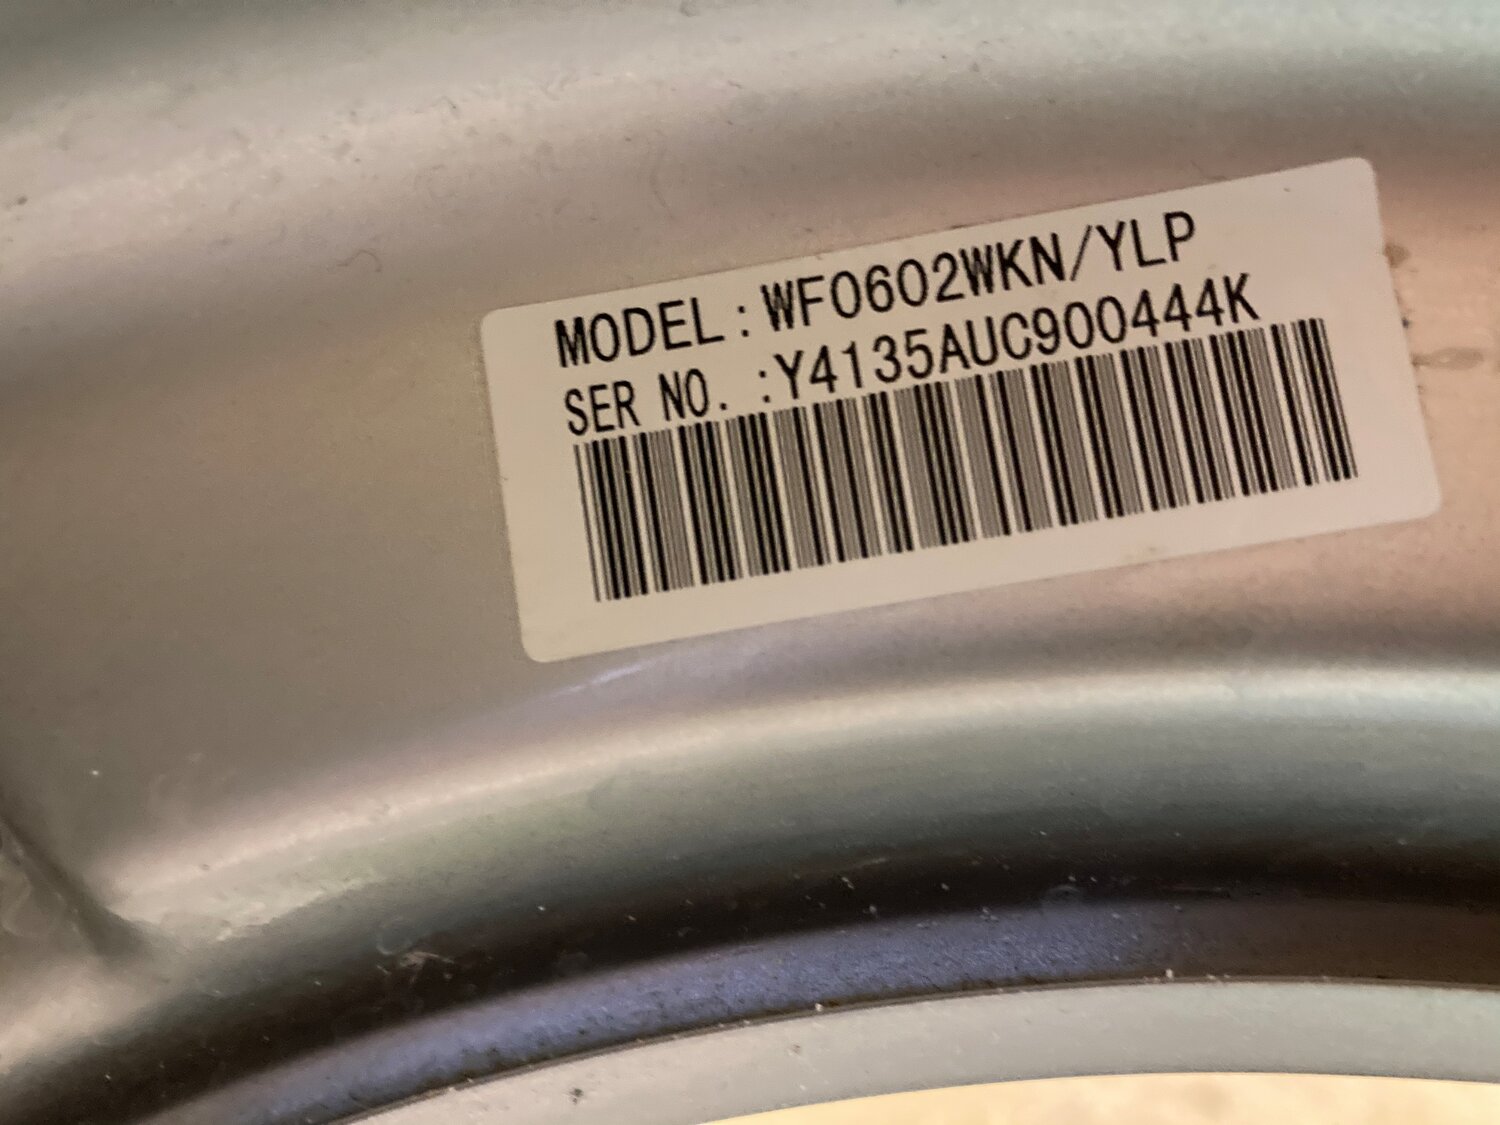 MODEL:WF0602WKN/YLP
SER NO. :Y4135AUC900444K